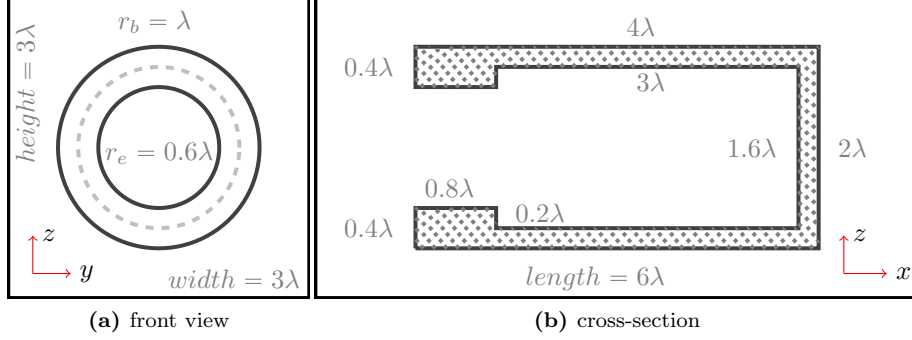 r_b = λ
height = 3λ
r_e = 0.6λ
z
y
width = 3λ
(a) front view
4λ
0.4λ
3λ
1.6λ
2λ
0.8λ
0.2λ
0.4λ
z
x
length = 6λ
(b) cross-section